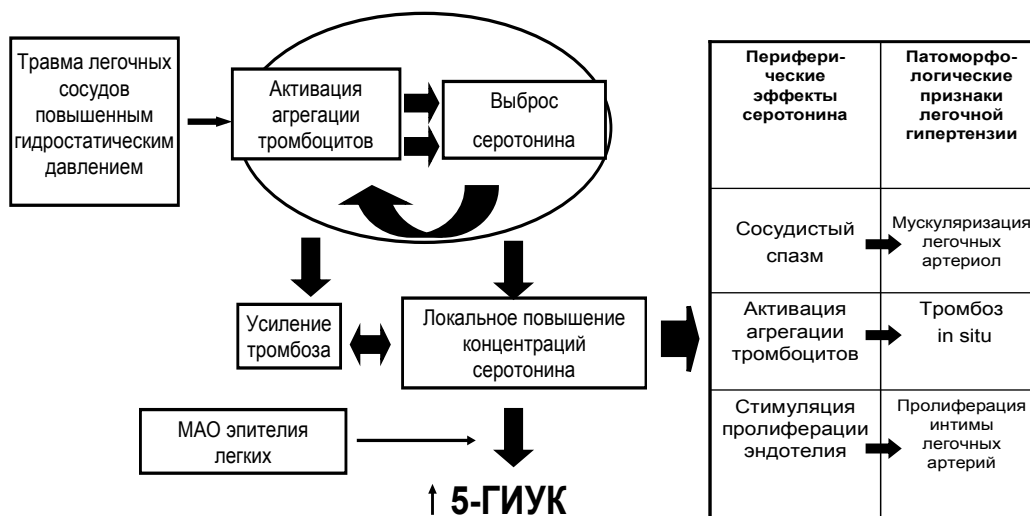 Травма легочных
сосудов
повышенным
гидростатическим
давлением
Активация
агрегации
тромбоцитов
Выброс
серотонина
Усиление
тромбоза
Локальное повышение
концентраций
серотонина
МАО эпителия
легких
↑ 5-ГИУК
Перифери-
ческие
эффекты
серотонина
Патоморфо-
логические
признаки
легочной
гипертензии
Сосудистый
спазм
Мускуляризация
легочных
артериол
Активация
агрегации
тромбоцитов
Тромбоз
in situ
Стимуляция
пролиферации
эндотелия
Пролиферация
интимы
легочных
артерий